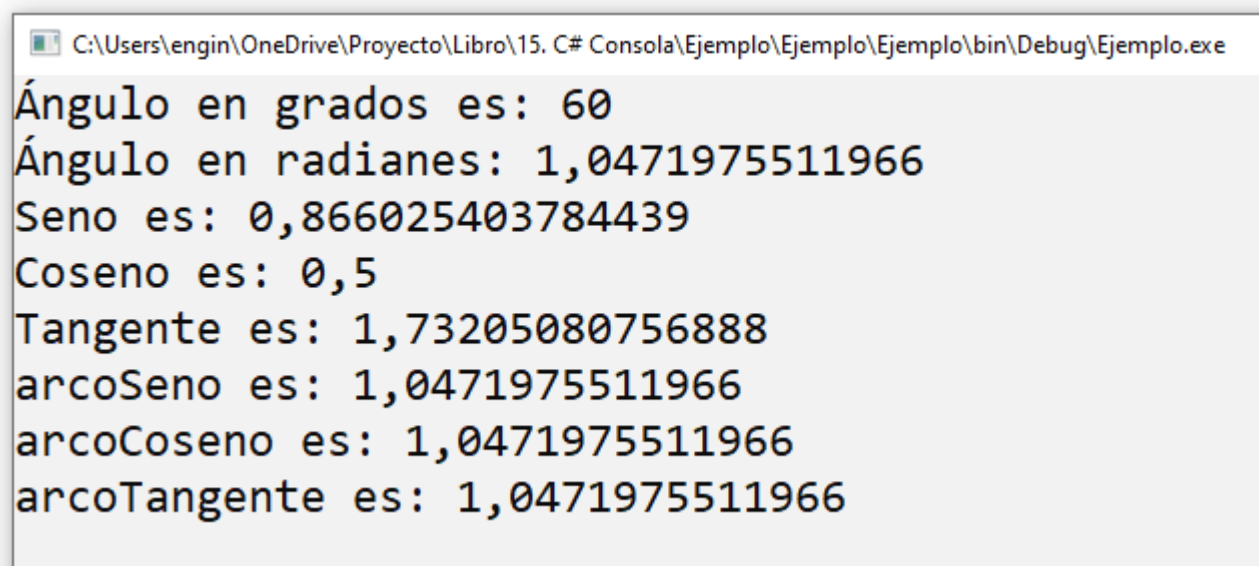 C:\Users\engin\OneDrive\Proyecto\Libro\15. C# Consola\Ejemplo\Ejemplo\Ejemplo\bin\Debug\Ejemplo.exe
Ángulo en grados es: 60
Ángulo en radianes: 1,0471975511966
Seno es: 0,866025403784439
Coseno es: 0,5
Tangente es: 1,73205080756888
arcoSeno es: 1,0471975511966
arcoCoseno es: 1,0471975511966
arcoTangente es: 1,0471975511966